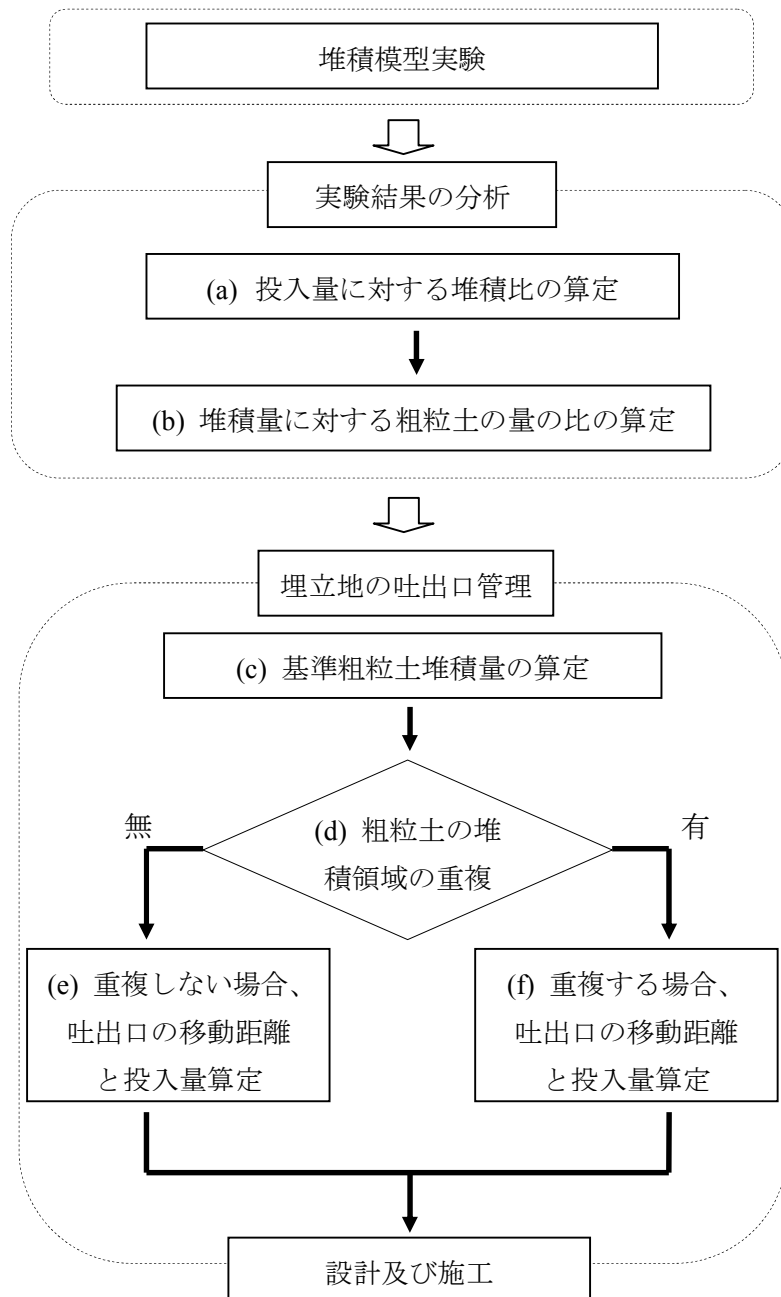 堆積模型実験
実験結果の分析
(a) 投入量に対する堆積比の算定
(b) 堆積量に対する粗粒土の量の比の算定
埋立地の吐出口管理
(c) 基準粗粒土堆積量の算定
無
(d) 粗粒土の堆
積領域の重複
有
(e) 重複しない場合、
吐出口の移動距離
と投入量算定
(f) 重複する場合、
吐出口の移動距離
と投入量算定
設計及び施工